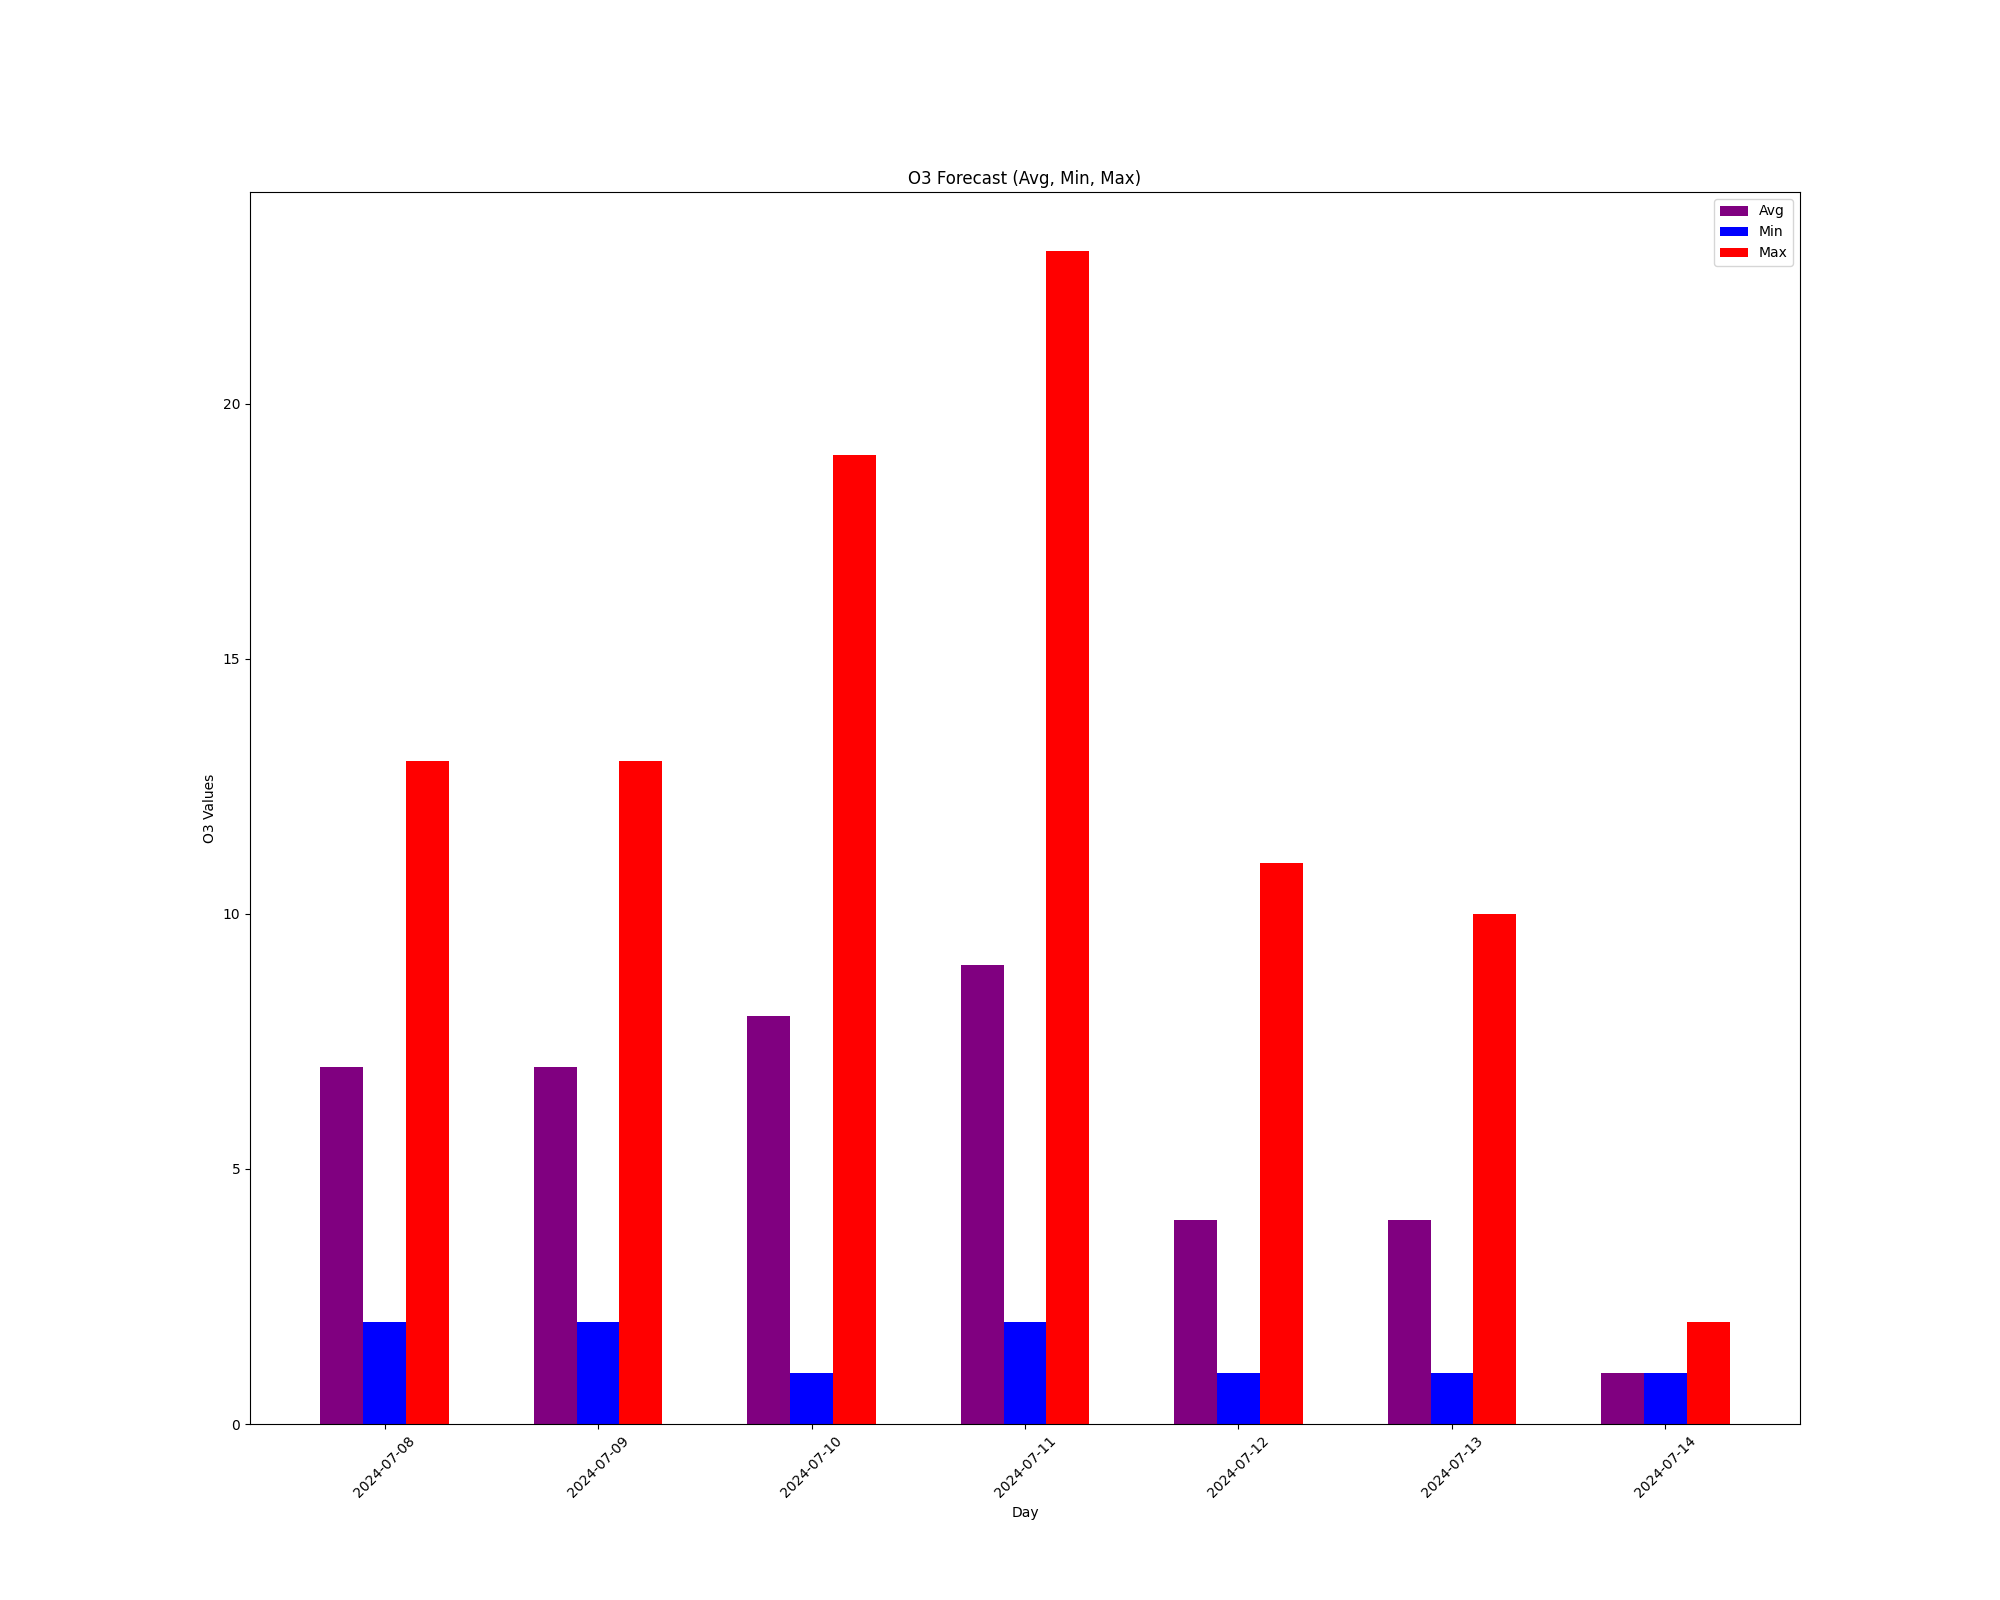 O3 Forecast (Avg, Min, Max)
Avg
Min
Max
20
15
10
5
0
O3 Values
2024-07-08
2024-07-09
2024-07-10
2024-07-11
2024-07-12
2024-07-13
2024-07-14
Day